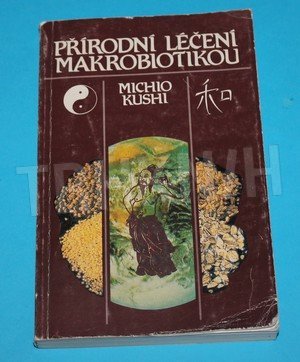 PŘÍRODNÍ LÉČENÍ
MAKROBIOTIKOU
MICHIO
KUSHI
和